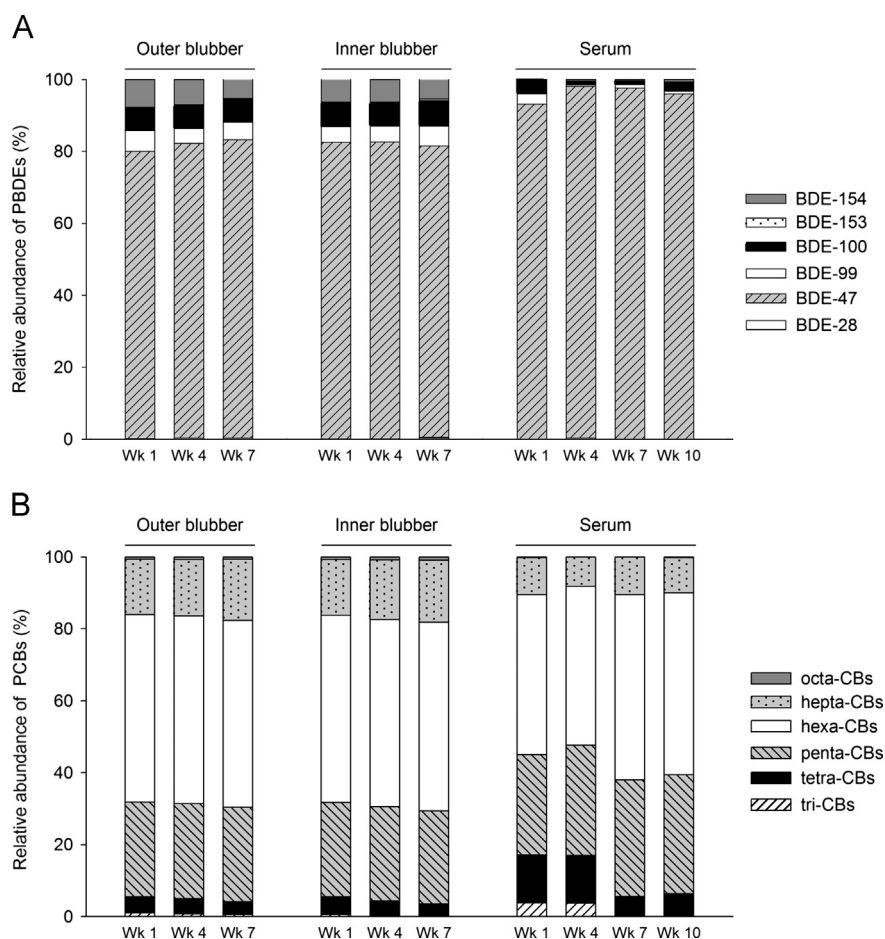 A
Outer blubber Inner blubber Serum
Relative abundance of PBDEs (%)
100
80
60
40
20
0
Wk 1 Wk 4 Wk 7 Wk 1 Wk 4 Wk 7 Wk 1 Wk 4 Wk 7 Wk 10
BDE-154
BDE-153
BDE-100
BDE-99
BDE-47
BDE-28
B
Outer blubber Inner blubber Serum
Relative abundance of PCBs (%)
100
80
60
40
20
0
Wk 1 Wk 4 Wk 7 Wk 1 Wk 4 Wk 7 Wk 1 Wk 4 Wk 7 Wk 10
octa-CBs
hepta-CBs
hexa-CBs
penta-CBs
tetra-CBs
tri-CBs